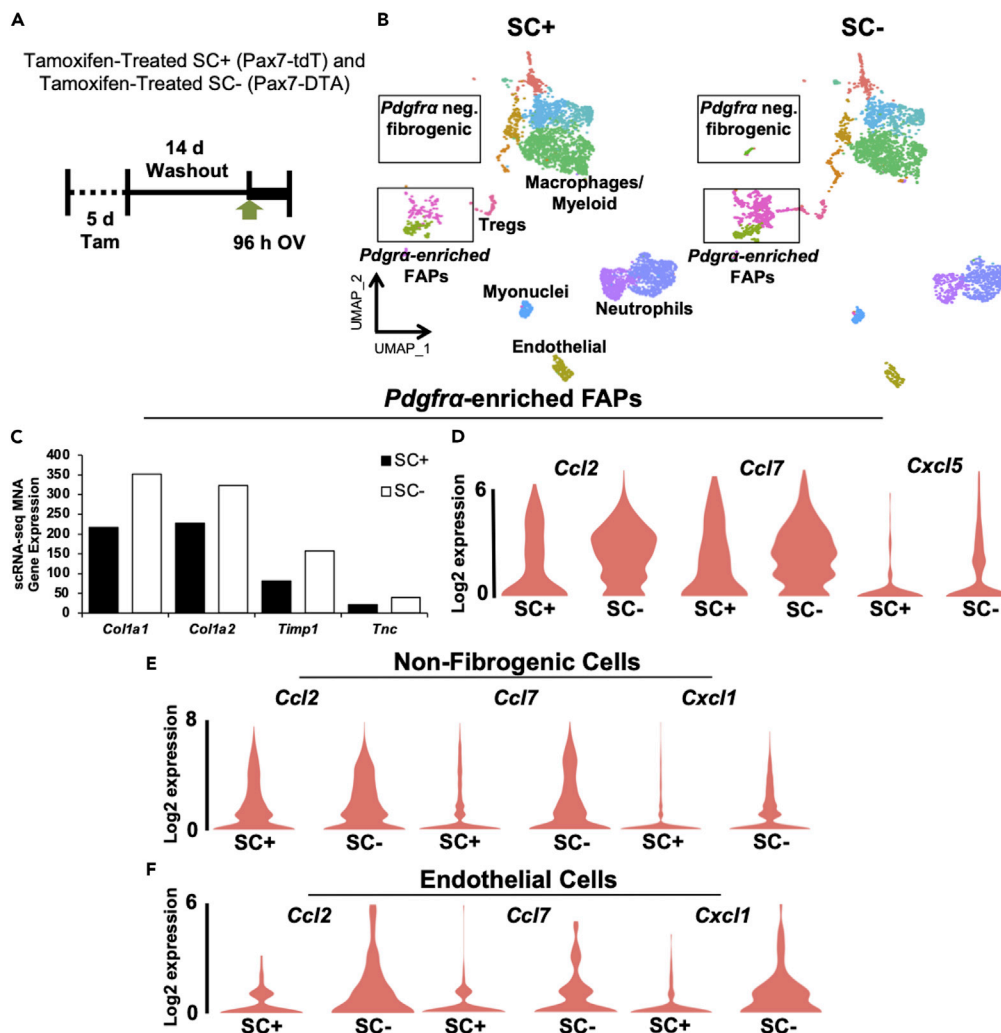 A
Tamoxifen-Treated SC+ (Pax7-tdT) and
Tamoxifen-Treated SC- (Pax7-DTA)
14 d
Washout
5 d
Tam
96 h OV
B
SC+
SC-
Pdgfrα neg.
fibrogenic
Pdgfrα neg.
fibrogenic
Macrophages/
Myeloid
Tregs
Pdgrα-enriched
FAPs
Pdgrα-enriched
FAPs
Myonuclei
Neutrophils
Endothelial
UMAP_2
UMAP_1
Pdgfrα-enriched FAPs
C
SC+
SC-
scRNA-seq MNA
Gene Expression
400
350
300
250
200
150
100
50
0
Col1a1 Col1a2 Timp1 Tnc
D
Ccl2 Ccl7 Cxcl5
Log2 expression
6
0
SC+ SC- SC+ SC- SC+ SC-
E
Non-Fibrogenic Cells
Ccl2 Ccl7 Cxcl1
Log2 expression
8
0
SC+ SC- SC+ SC- SC+ SC-
F
Endothelial Cells
Ccl2 Ccl7 Cxcl1
Log2 expression
6
0
SC+ SC- SC+ SC- SC+ SC-